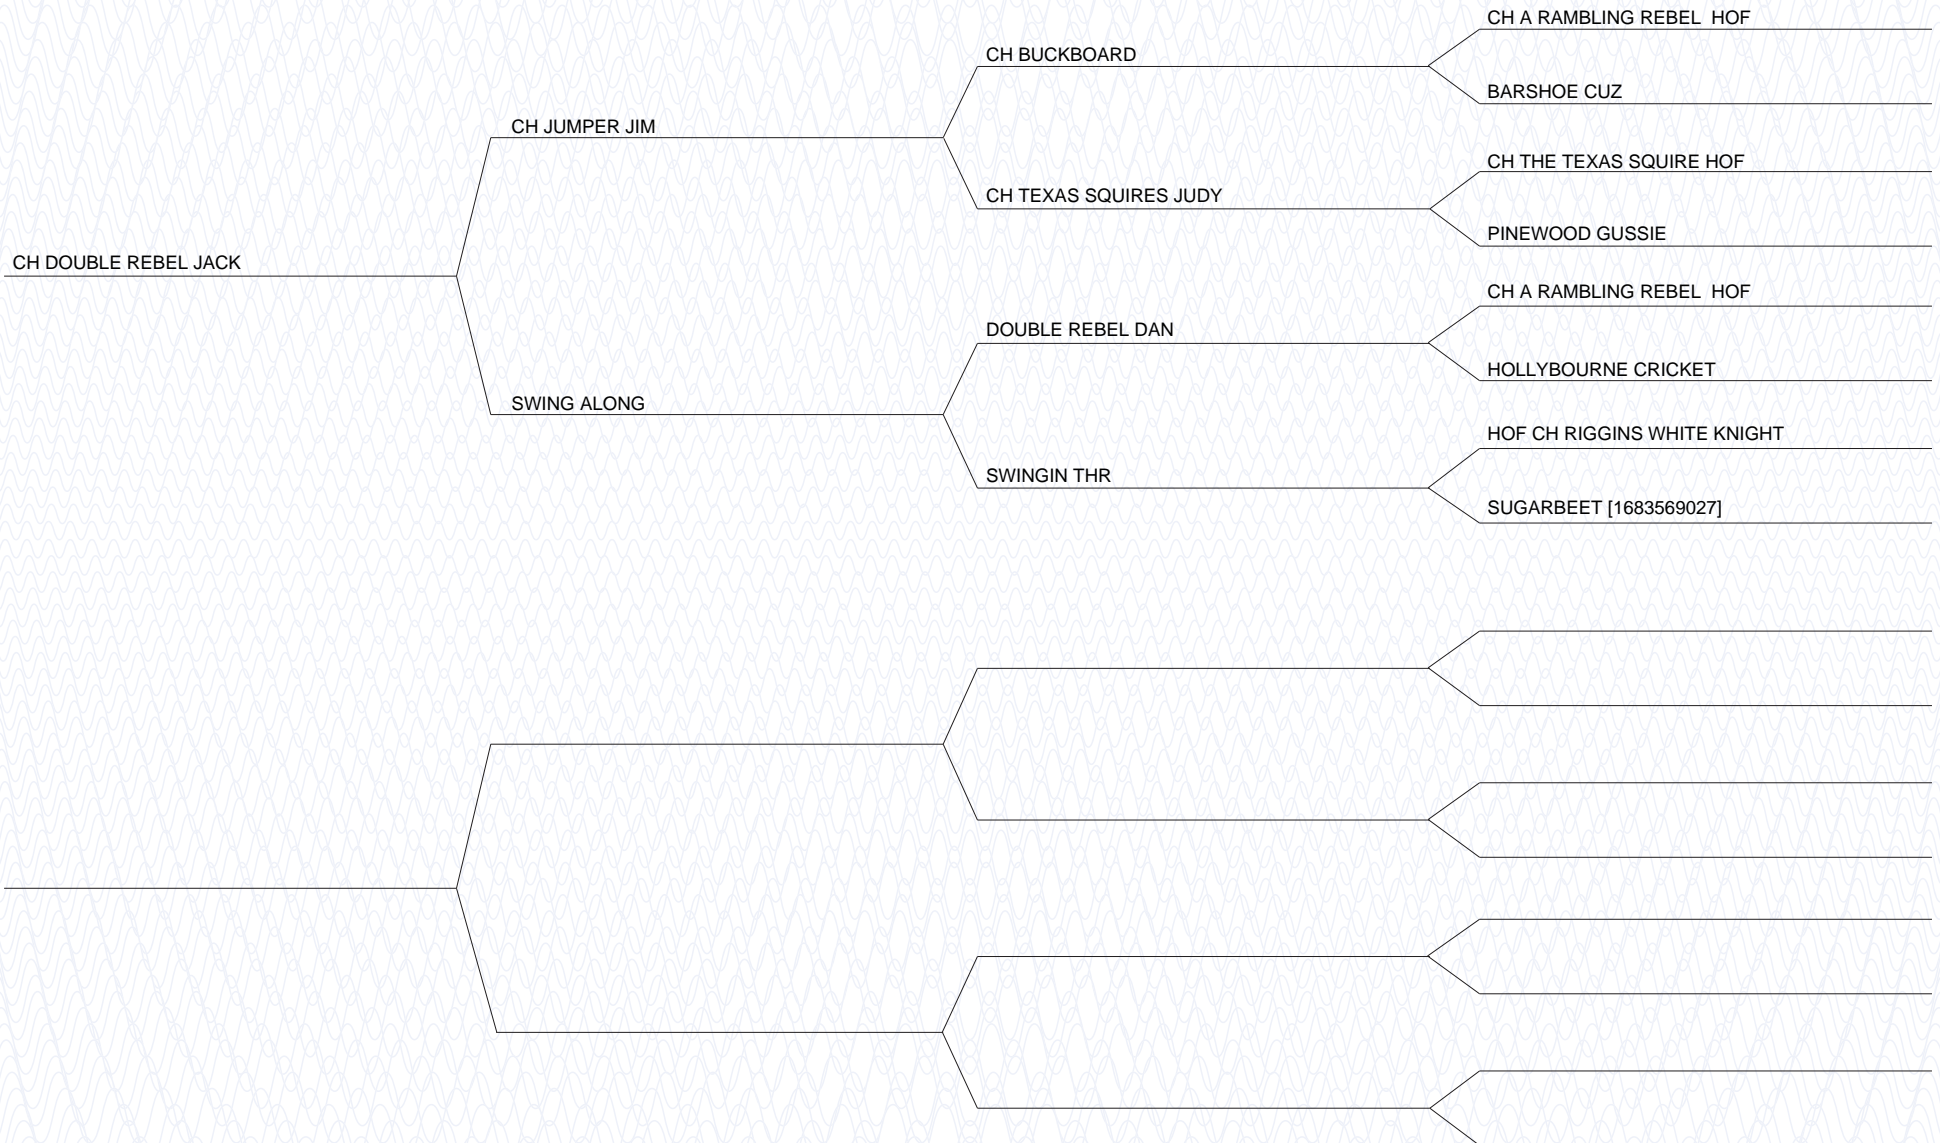 CH A RAMBLING REBEL  HOF
CH BUCKBOARD
BARSHOE CUZ
CH JUMPER JIM
CH THE TEXAS SQUIRE HOF
CH TEXAS SQUIRES JUDY
PINEWOOD GUSSIE
CH DOUBLE REBEL JACK
CH A RAMBLING REBEL  HOF
DOUBLE REBEL DAN
HOLLYBOURNE CRICKET
SWING ALONG
HOF CH RIGGINS WHITE KNIGHT
SWINGIN THR
SUGARBEET [1683569027]